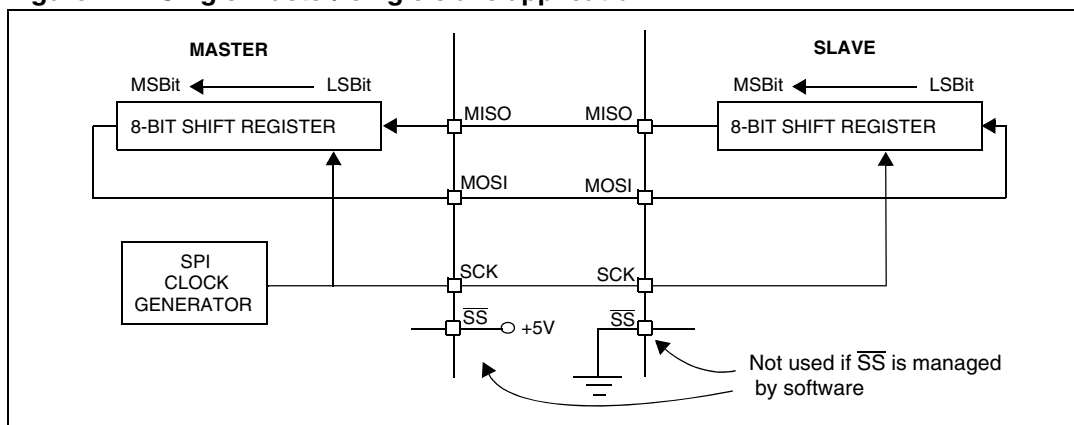 MASTER
SLAVE
MSBit
LSBit
MSBit
LSBit
8-BIT SHIFT REGISTER
MISO
MISO
8-BIT SHIFT REGISTER
MOSI
MOSI
SPI
CLOCK
GENERATOR
SCK
SCK
SS
+5V
SS
Not used if SS is managed
by software